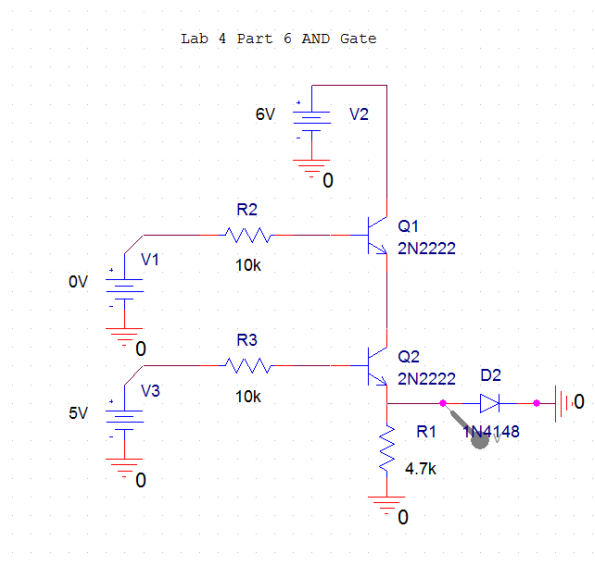 Lab 4 Part 6 AND Gate
6V
V2
0
R2
Q1
2N2222
10k
V1
0V
0
R3
Q2
2N2222
10k
D2
V3
5V
0
R1
1N4148
V
0
4.7k
0